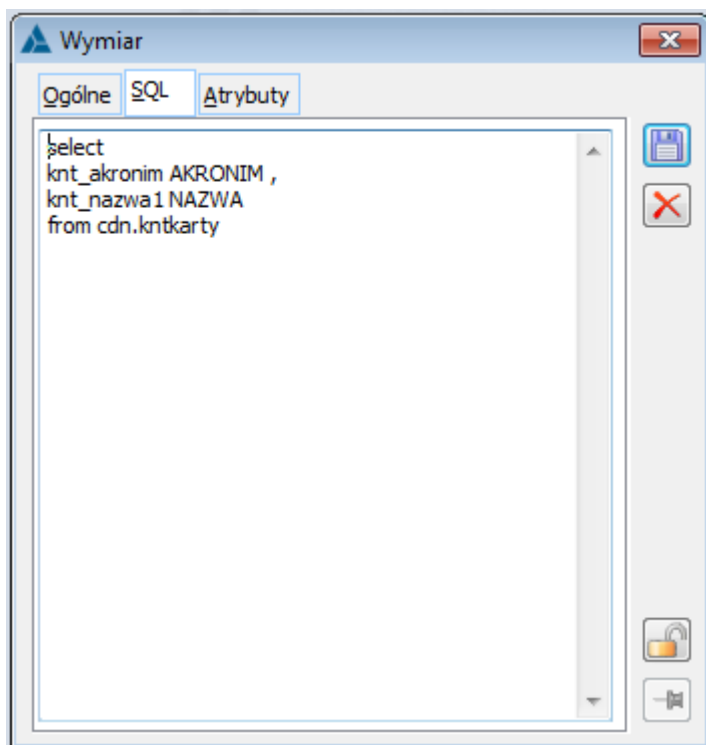 Wymiar
Ogólne SQL Atrybuty
select
knt_akronim AKRONIM ,
knt_nazwa1 NAZWA
from cdn.kntkarty